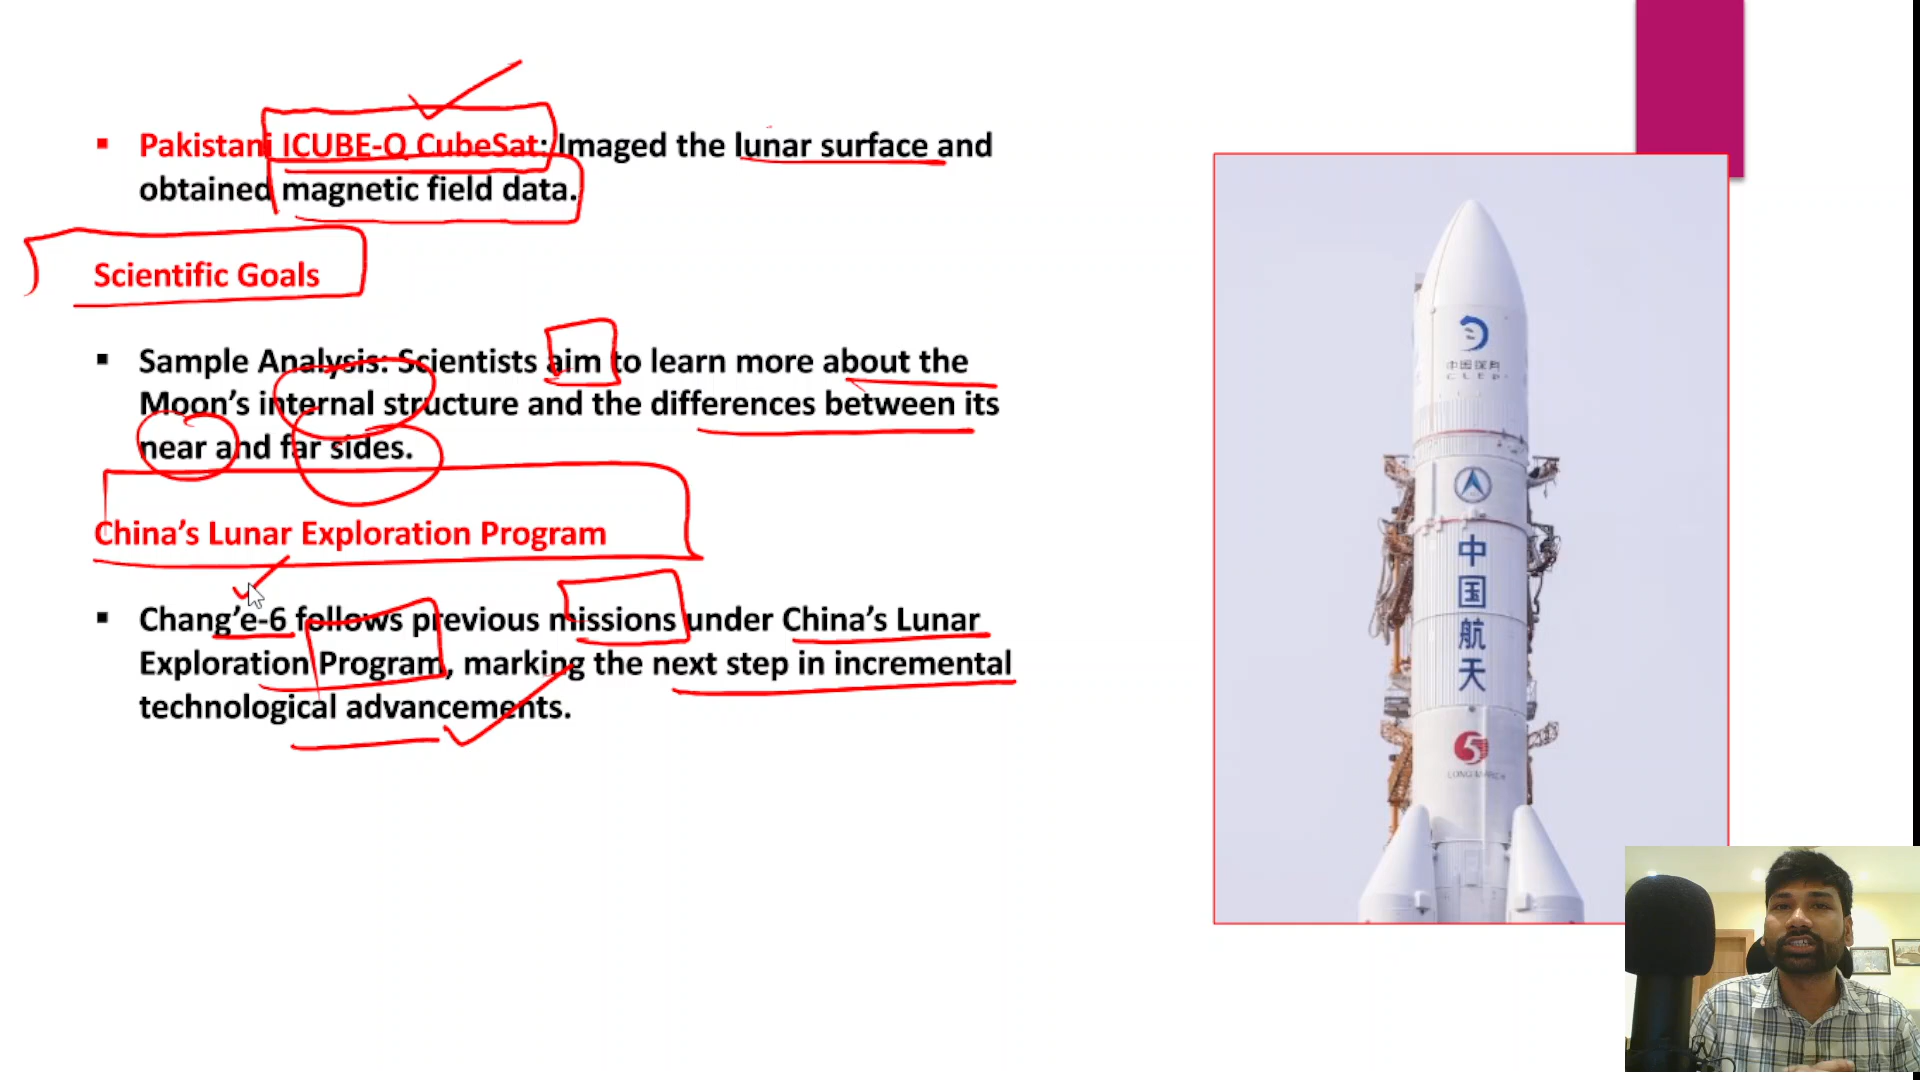 ▪ Pakistani ICUBE-Q CubeSat: Imaged the lunar surface and
obtained magnetic field data.
Scientific Goals
▪ Sample Analysis: Scientists aim to learn more about the
Moon’s internal structure and the differences between its
near and far sides.
China’s Lunar Exploration Program
▪ Chang’e-6 follows previous missions under China’s Lunar
Exploration Program, marking the next step in incremental
technological advancements.
中国探月
CLEP
中
国
航
天
5
LONG MARCH